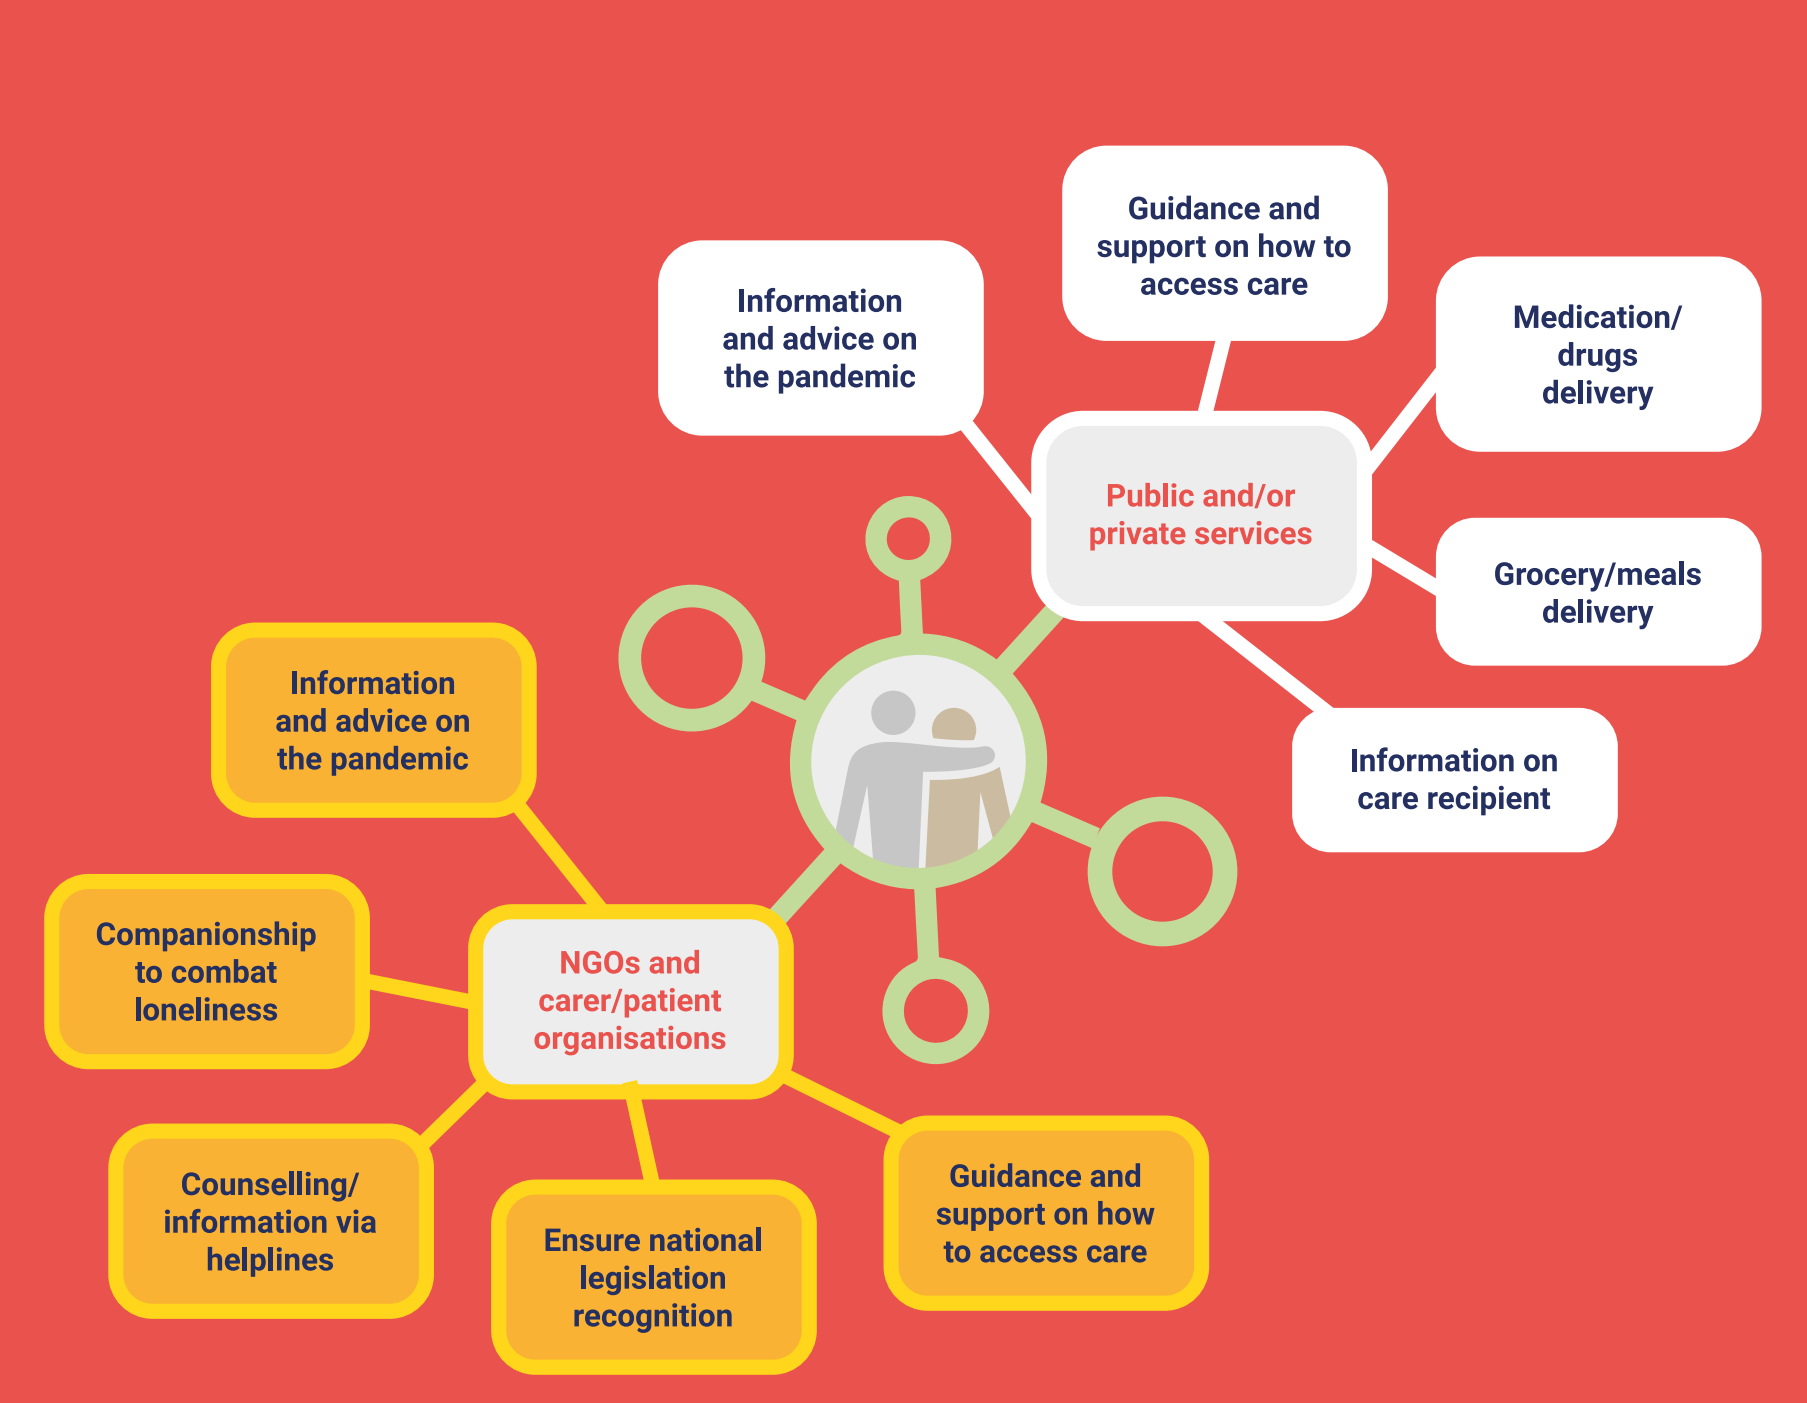 Guidance and
support on how to
access care
Information
and advice on
the pandemic
Medication/
drugs
delivery
Public and/or
private services
Grocery/meals
delivery
Information on
care recipient
Information
and advice on
the pandemic
Companionship
to combat
loneliness
NGOs and
carer/patient
organisations
Counselling/
information via
helplines
Ensure national
legislation
recognition
Guidance and
support on how
to access care